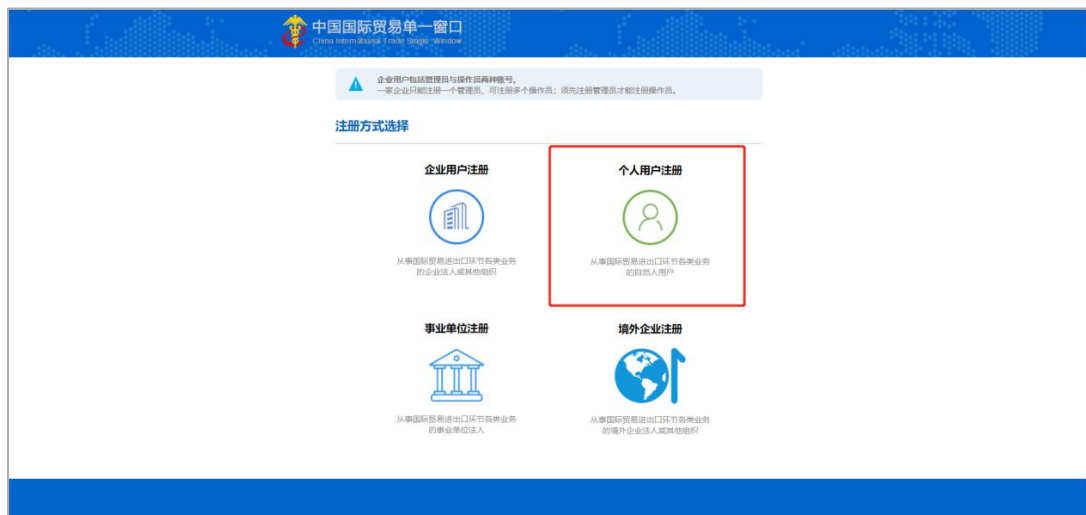 中国国际贸易单一窗口
China International Trade Single Window
企业用户包括管理员与操作员两种账号。
一家企业只能注册一个管理员，可注册多个操作员；须先注册管理员才能注册操作员。
注册方式选择
企业用户注册
从事国际贸易进出口环节各类业务
的企业法人或其他组织
个人用户注册
从事国际贸易进出口环节各类业务
的自然人用户
事业单位注册
从事国际贸易进出口环节各类业务
的事业单位法人
境外企业注册
从事国际贸易进出口环节各类业务
的境外企业法人或其他组织